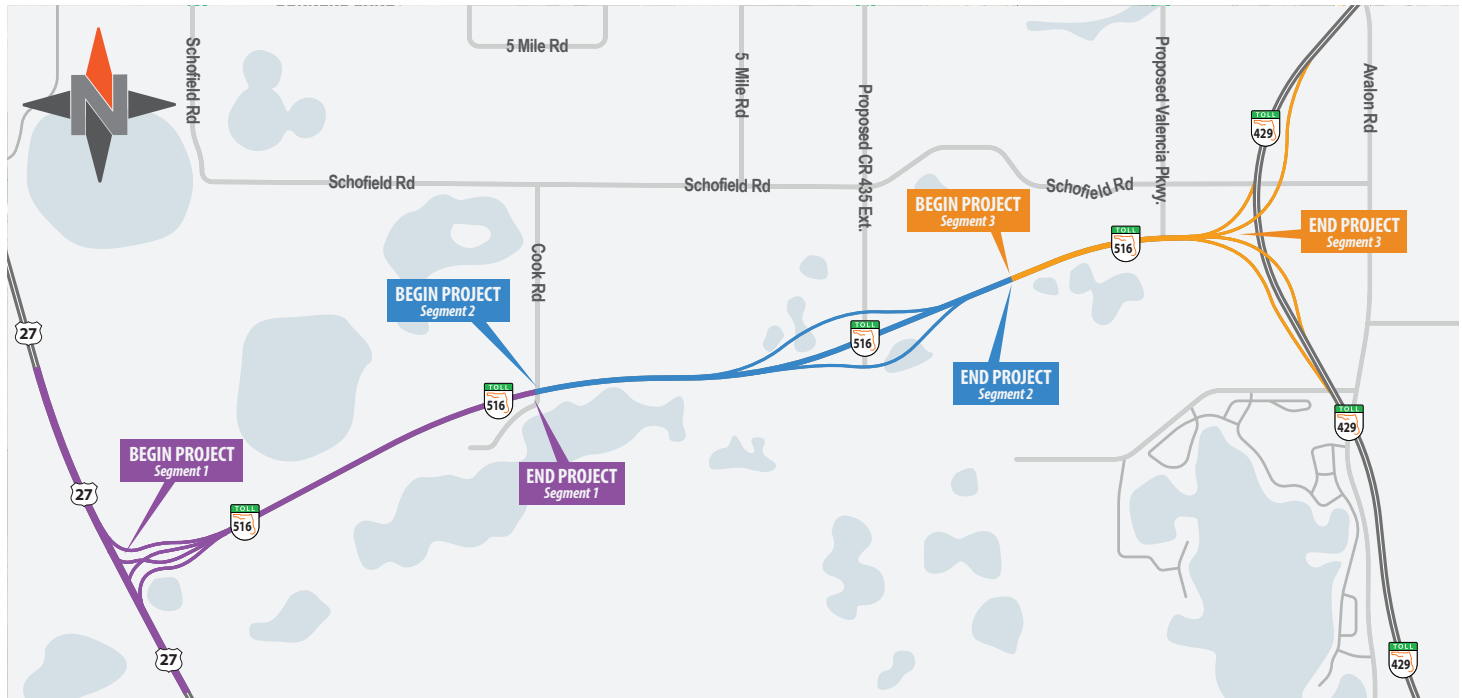 N
Schofield Rd
5 Mile Rd
5 Mile Rd
Proposed CR 435 Ext.
Proposed Valencia Pkwy.
Avalon Rd
TOLL
429
Schofield Rd
Schofield Rd
Schofield Rd
BEGIN PROJECT
Segment 3
END PROJECT
Segment 3
TOLL
516
Cook Rd
BEGIN PROJECT
Segment 2
27
TOLL
516
END PROJECT
Segment 2
TOLL
516
TOLL
429
BEGIN PROJECT
Segment 1
END PROJECT
Segment 1
27
TOLL
516
27
TOLL
429